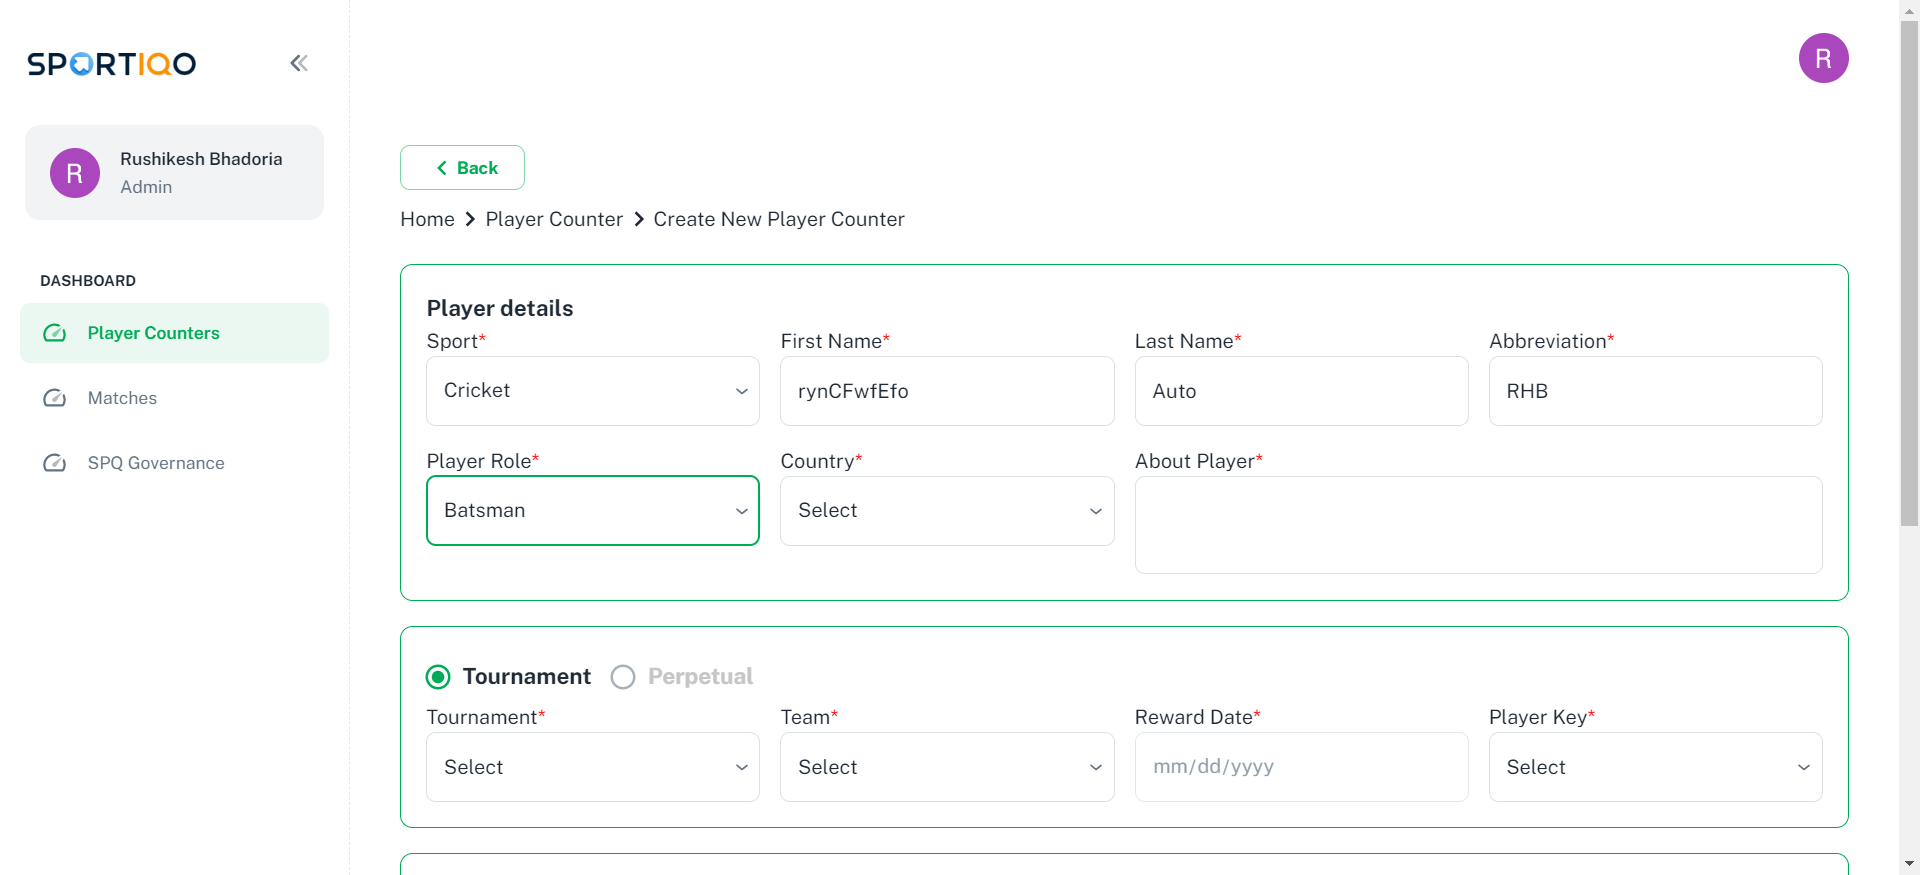 SPORTIQO
R
Rushikesh Bhadoria
Admin
R
DASHBOARD
Player Counters
Matches
SPQ Governance
Back
Home > Player Counter > Create New Player Counter
Player details
Sport* First Name* Last Name* Abbreviation*
Cricket rynCFwfEfo Auto RHB
Player Role* Country* About Player*
Batsman Select
Tournament Perpetual
Tournament* Team* Reward Date* Player Key*
Select Select mm/dd/yyyy Select